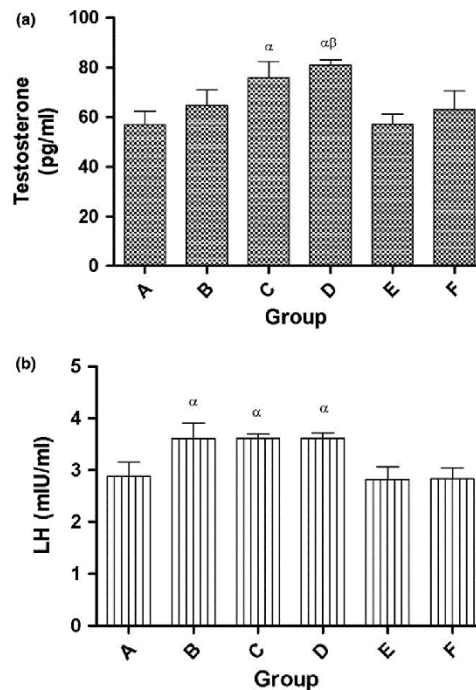 (a)
Testosterone
(pg/ml)
100
80
60
40
20
0
α
αβ
A
B
C
D
E
F
Group
(b)
LH (mIU/ml)
5
4
3
2
1
0
α
α
α
A
B
C
D
E
F
Group